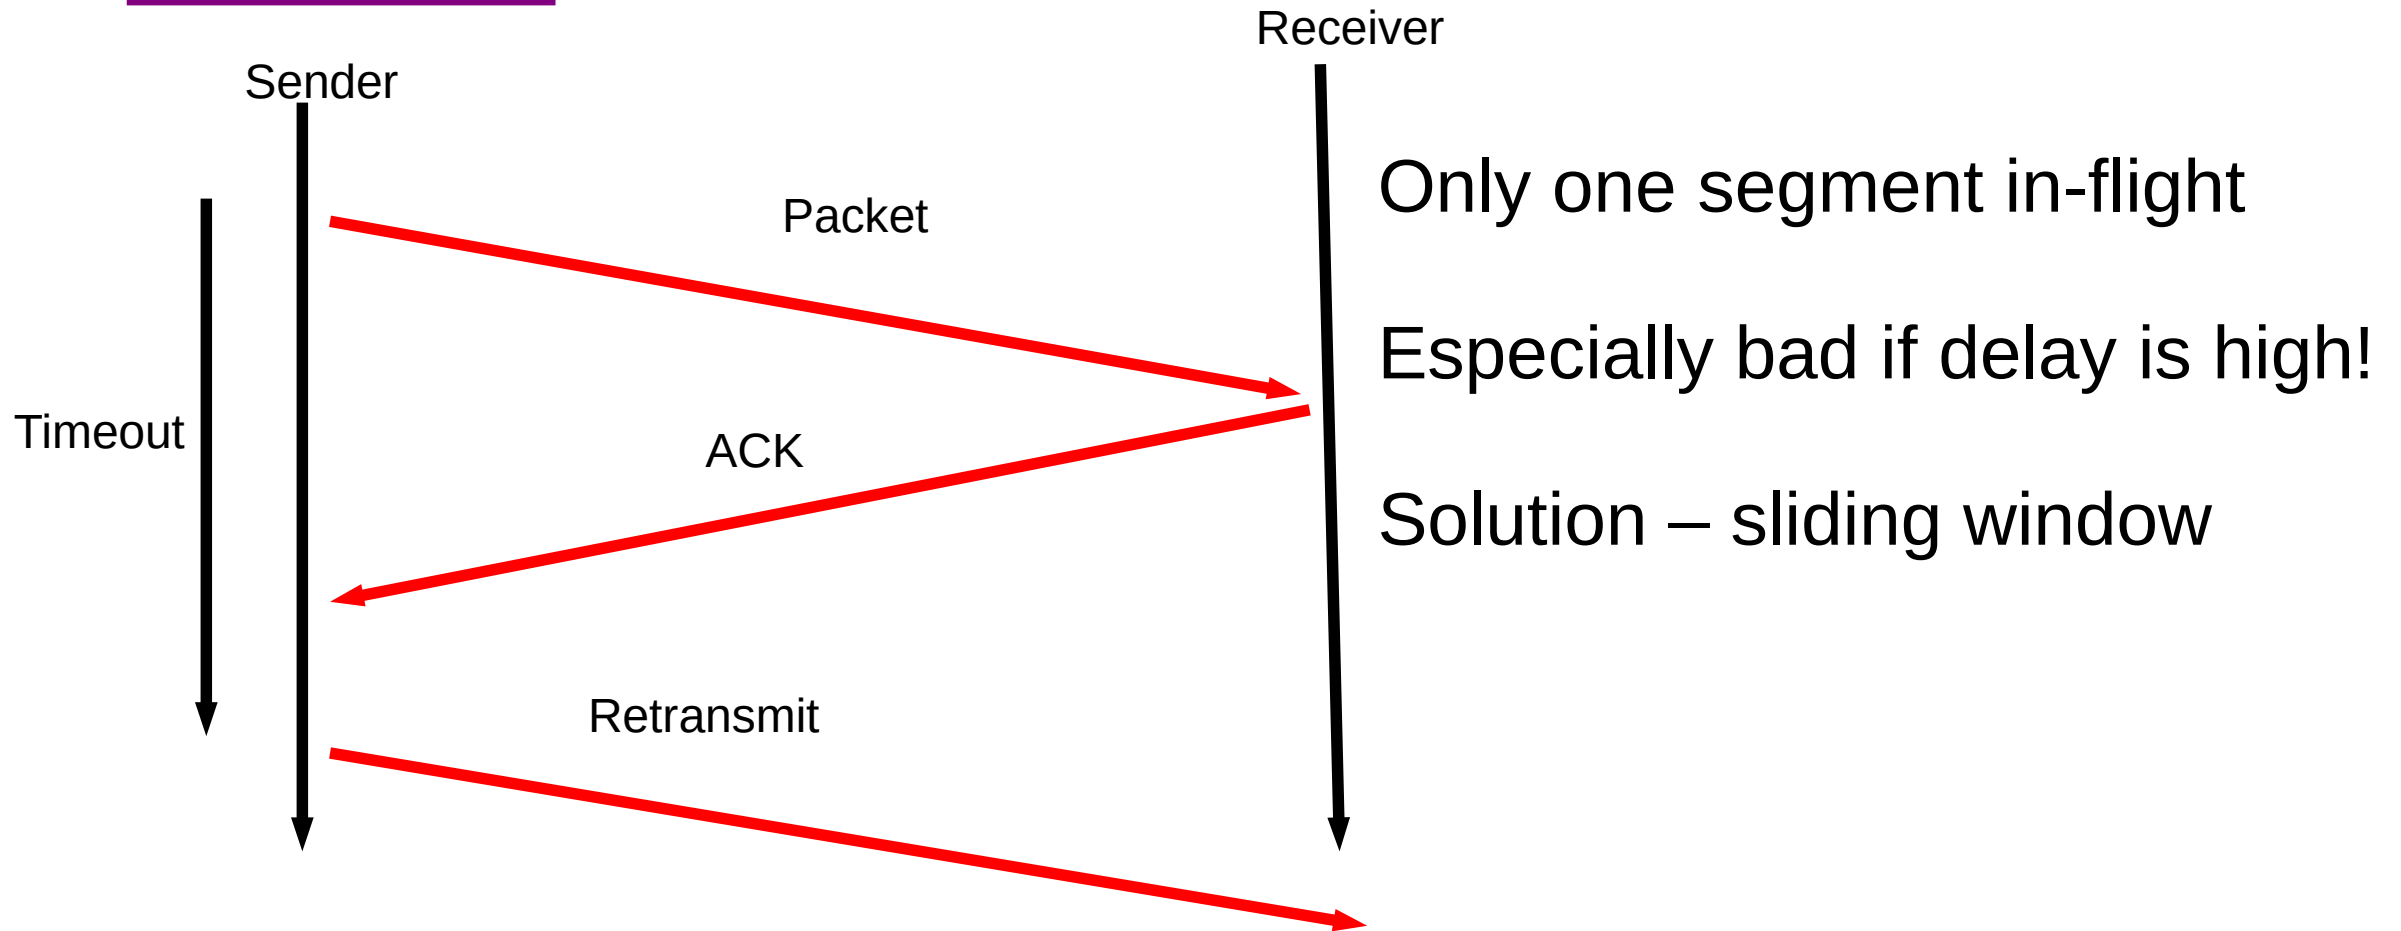 Receiver
Sender
Packet
Only one segment in-flight
Especially bad if delay is high!
Timeout
ACK
Solution – sliding window
Retransmit